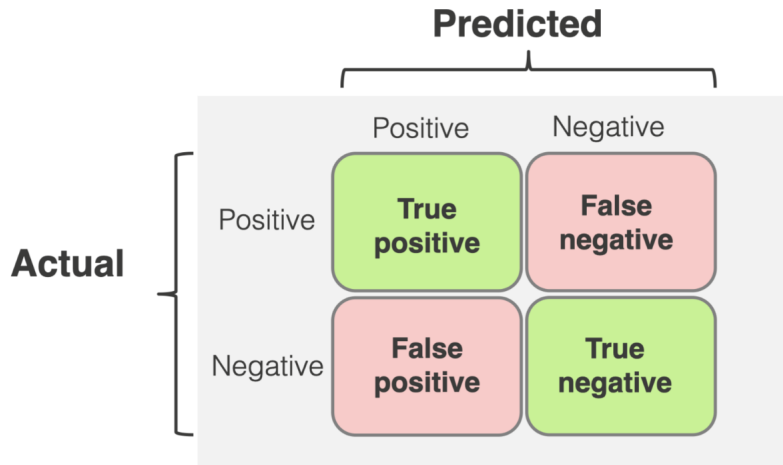 Predicted
Positive Negative
Actual
Positive
True
positive
False
negative
Negative
False
positive
True
negative